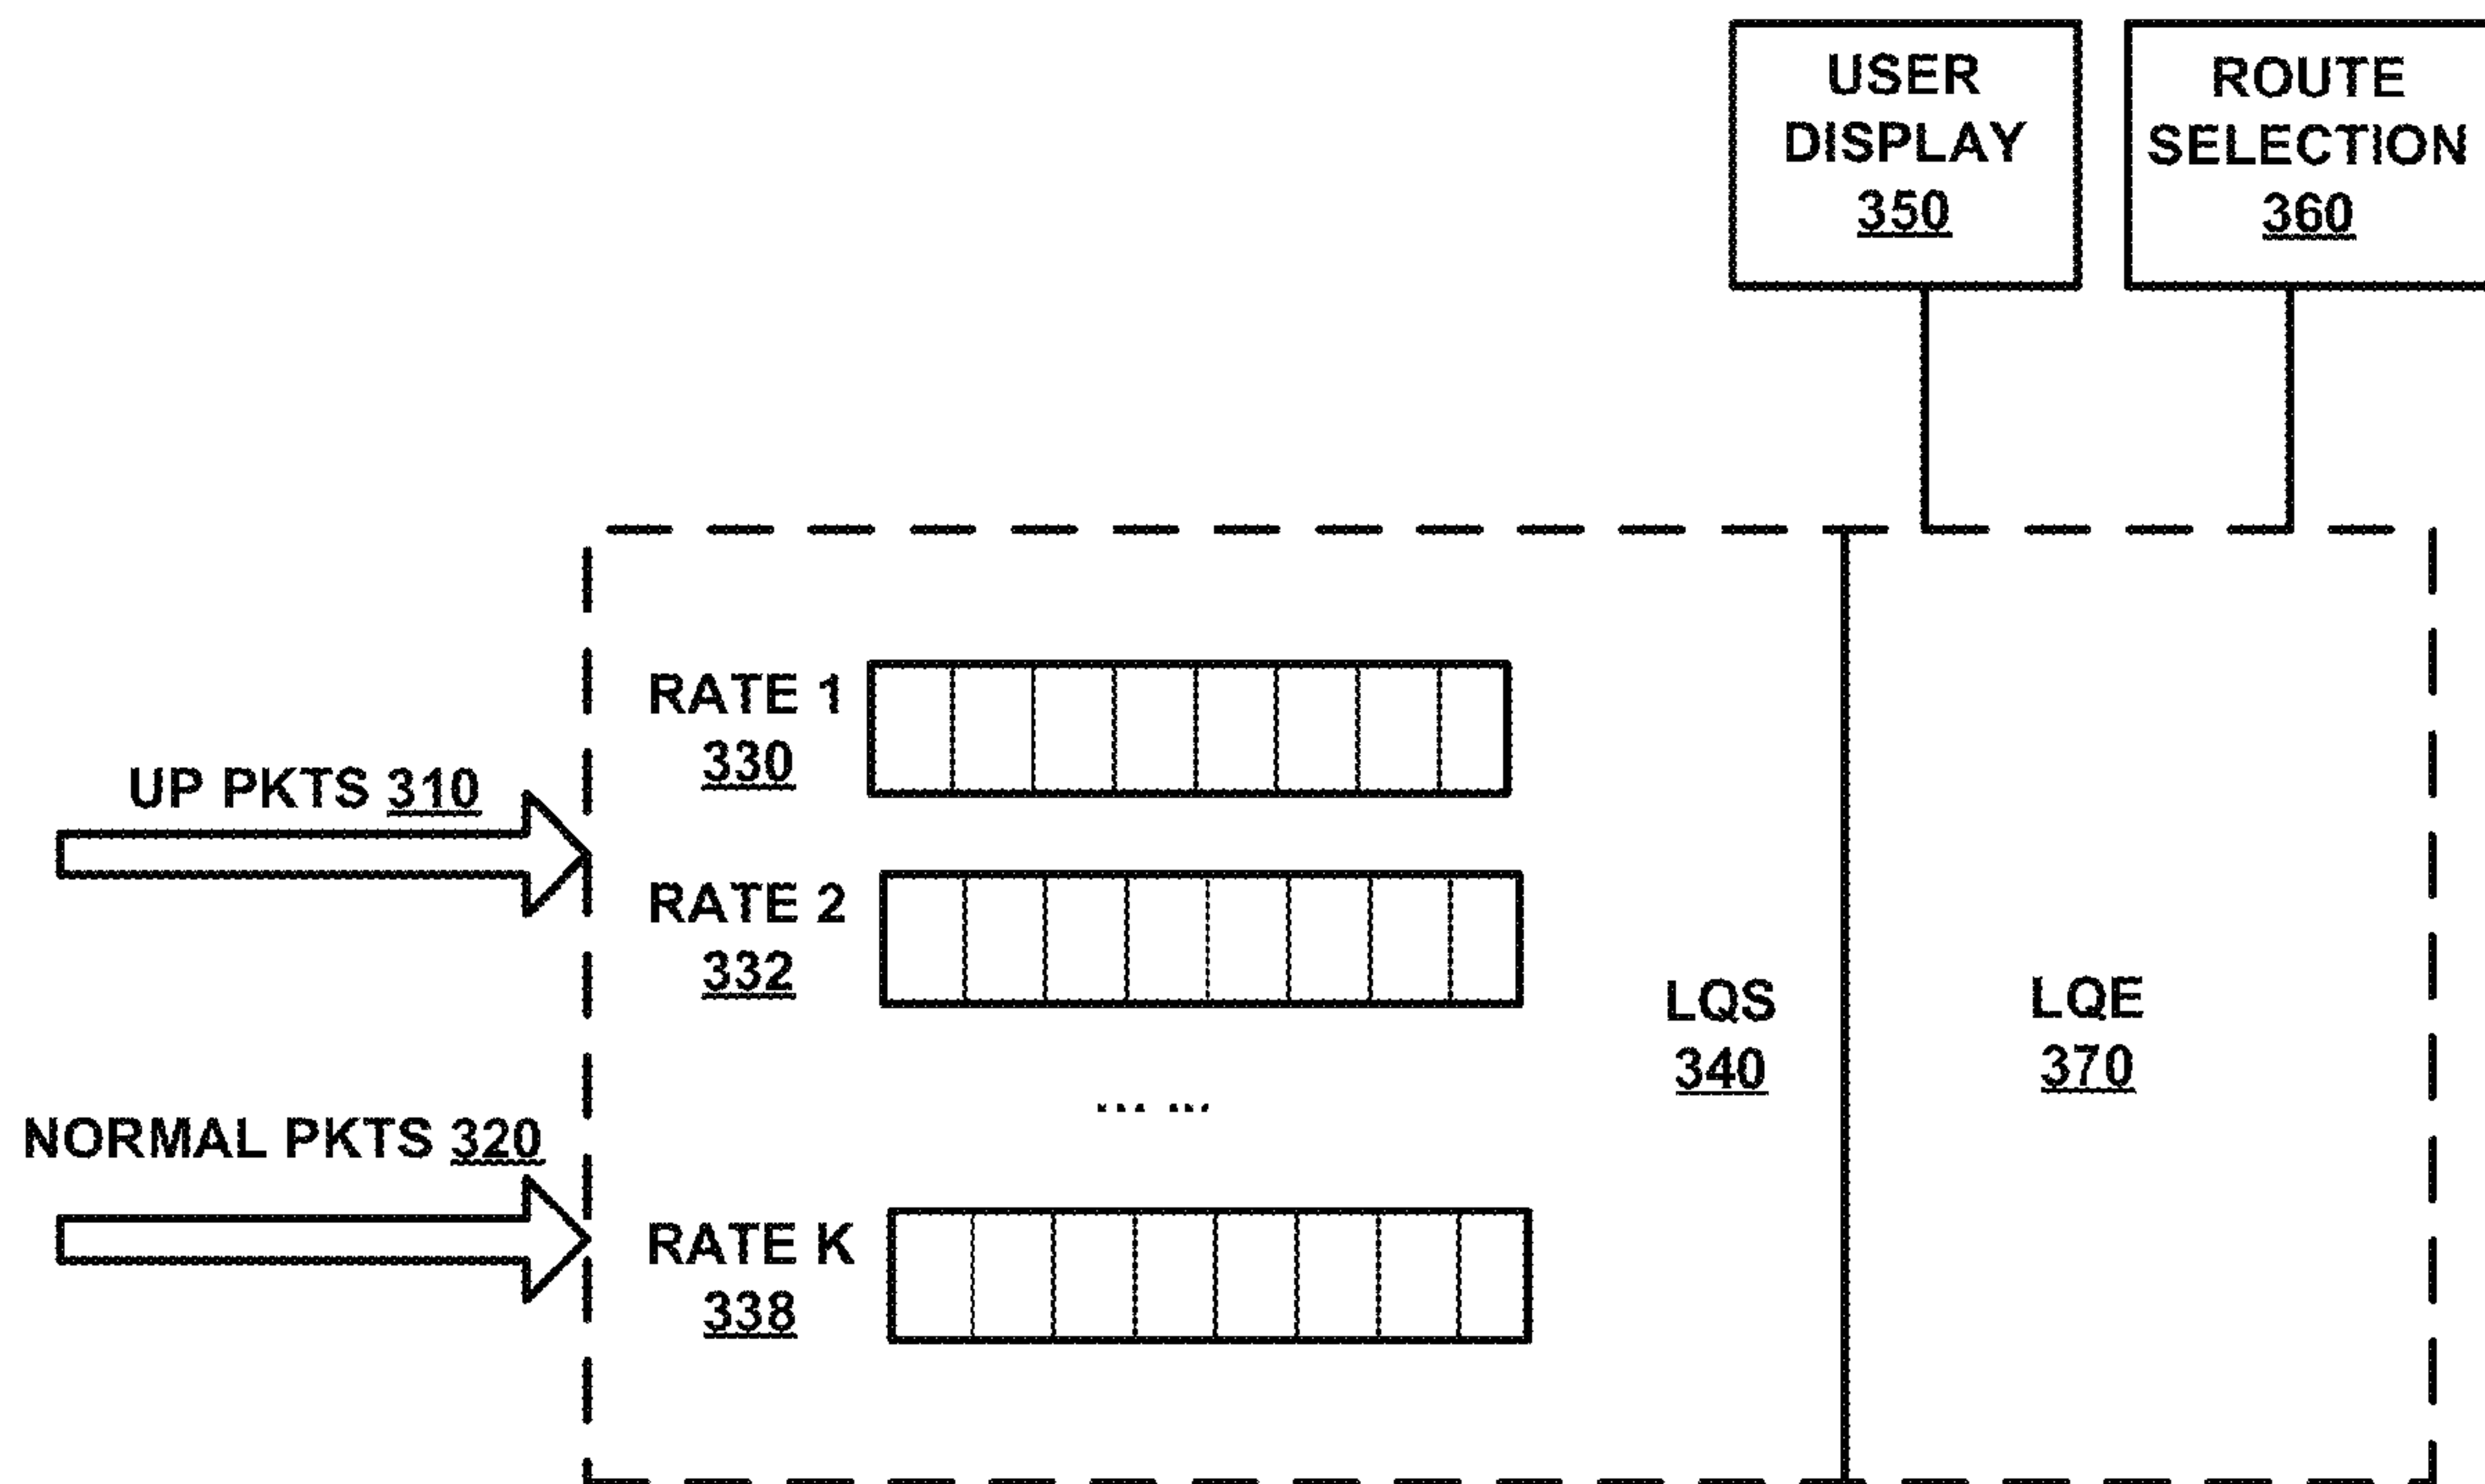 USER
DISPLAY
350
ROUTE
SELECTION
360
UP PKTS 310
NORMAL PKTS 320
RATE 1
330
RATE 2
332
... ...
RATE K
338
LQS
340
LQE
370